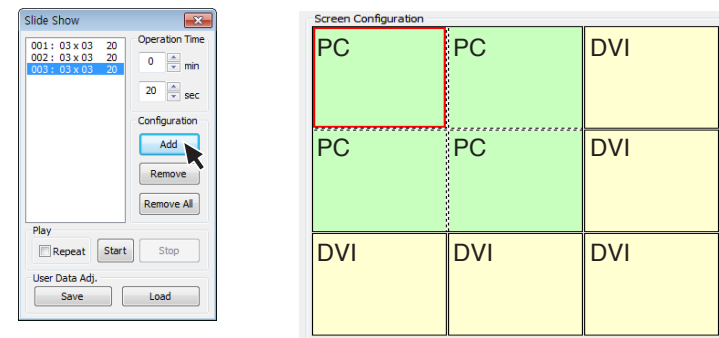 Slide Show
001 : 03 x 03 20
002 : 03 x 03 20
003 : 03 x 03 20
Operation Time
0 min
20 sec
Configuration
Add
Remove
Remove All
Play
Repeat Start Stop
User Data Adj.
Save Load
Screen Configuration
PC PC DVI
PC PC DVI
DVI DVI DVI